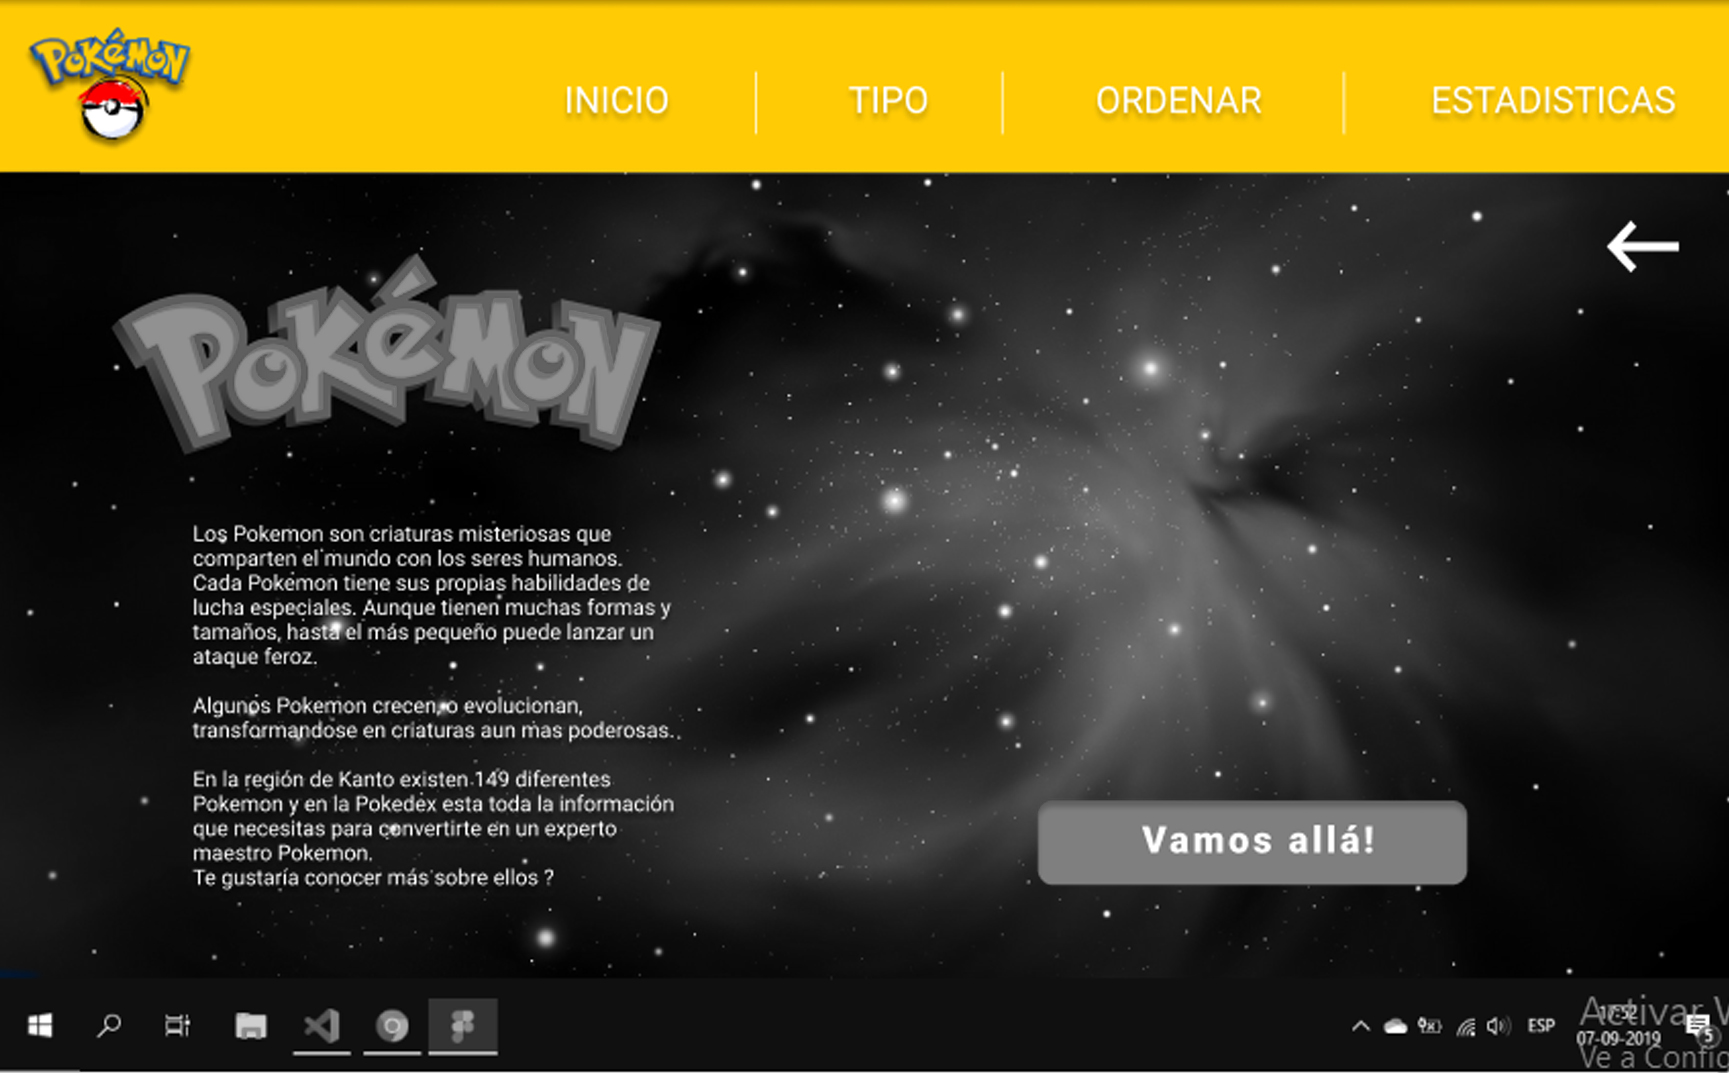 POKéMON
INICIO
TIPO
ORDENAR
ESTADISTICAS
POKéMON
Los Pokemon son criaturas misteriosas que
comparten el mundo con los seres humanos.
Cada Pokemon tiene sus propias habilidades de
lucha especiales. Aunque tienen muchas formas y
tamaños, hasta el más pequeño puede lanzar un
ataque feroz.
Algunos Pokemon crecen, o evolucionan,
transformandose en criaturas aun mas poderosas.
En la región de Kanto existen 149 diferentes
Pokemon y en la Pokedex esta toda la información
que necesitas para convertirte en un experto
maestro Pokemon.
Te gustaría conocer más sobre ellos ?
Vamos allá!
ESP
Activar
17:52
07-09-2019
5
Ve a Config